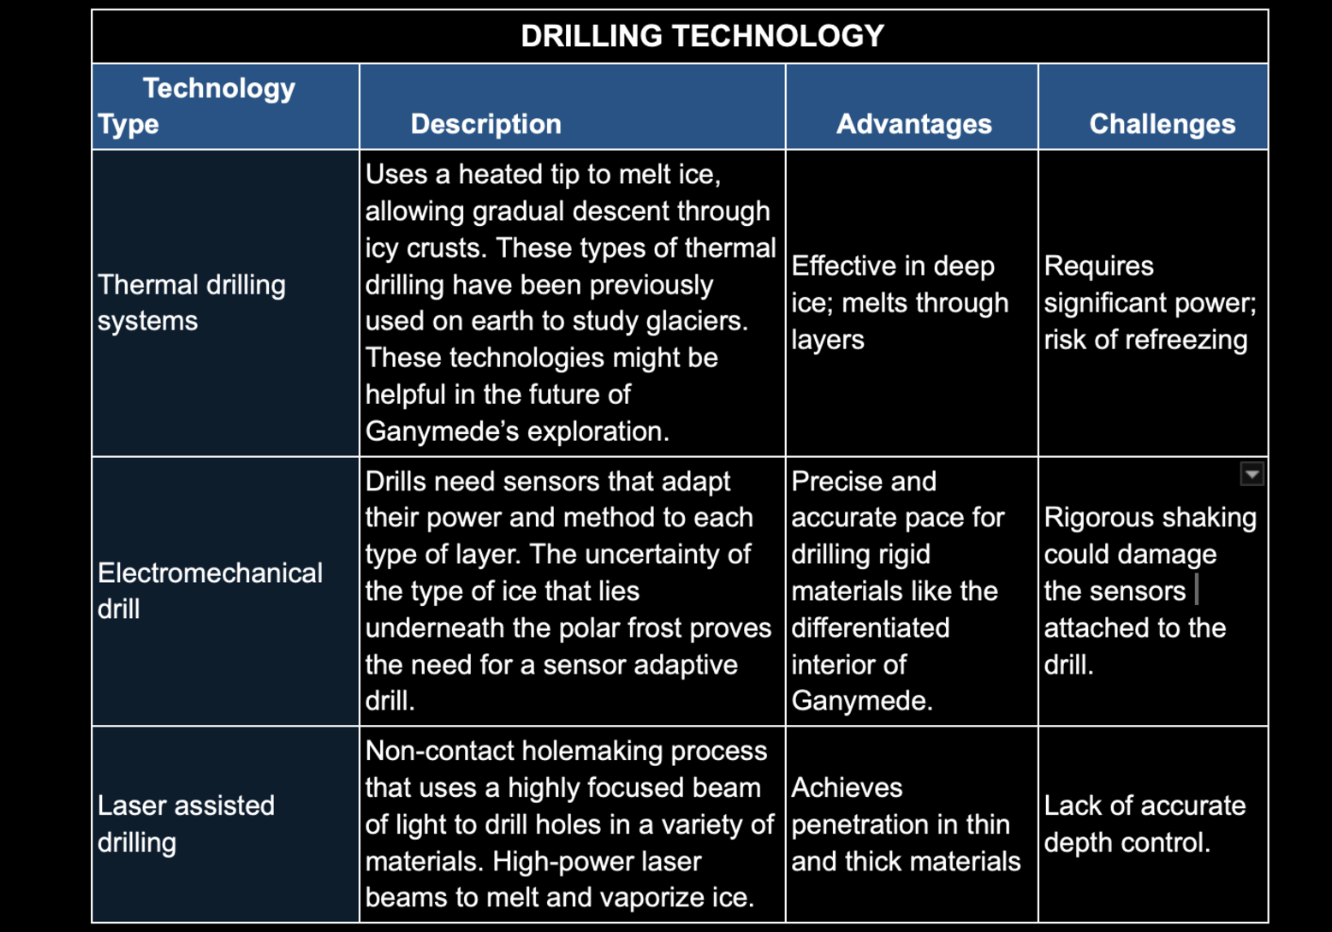 DRILLING TECHNOLOGY
Technology
Type
Description
Advantages
Challenges
Thermal drilling
systems
Uses a heated tip to melt ice,
allowing gradual descent through
icy crusts. These types of thermal
drilling have been previously
used on earth to study glaciers.
These technologies might be
helpful in the future of
Ganymede’s exploration.
Effective in deep
ice; melts through
layers
Requires
significant power;
risk of refreezing
Electromechanical
drill
Drills need sensors that adapt
their power and method to each
type of layer. The uncertainty of
the type of ice that lies
underneath the polar frost proves
the need for a sensor adaptive
drill.
Precise and
accurate pace for
drilling rigid
materials like the
differentiated
interior of
Ganymede.
Rigorous shaking
could damage
the sensors
attached to the
drill.
Laser assisted
drilling
Non-contact holemaking process
that uses a highly focused beam
of light to drill holes in a variety of
materials. High-power laser
beams to melt and vaporize ice.
Achieves
penetration in thin
and thick materials
Lack of accurate
depth control.